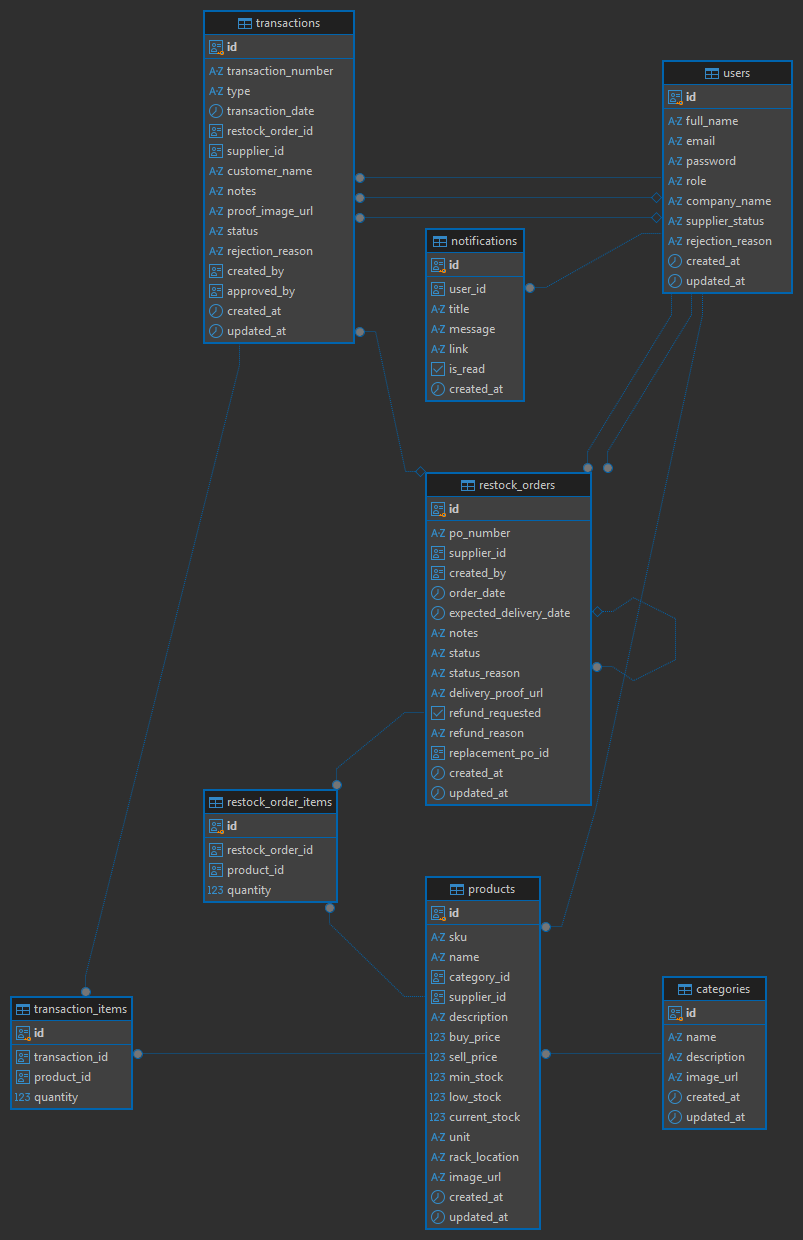 transactions
id
A-Z transaction_number
A-Z type
transaction_date
restock_order_id
supplier_id
A-Z customer_name
A-Z notes
A-Z proof_image_url
A-Z status
A-Z rejection_reason
created_by
approved_by
created_at
updated_at
users
id
A-Z full_name
A-Z email
A-Z password
A-Z role
A-Z company_name
A-Z supplier_status
A-Z rejection_reason
created_at
updated_at
notifications
id
user_id
A-Z title
A-Z message
A-Z link
is_read
created_at
restock_orders
id
A-Z po_number
supplier_id
created_by
order_date
expected_delivery_date
A-Z notes
A-Z status
A-Z status_reason
A-Z delivery_proof_url
refund_requested
A-Z refund_reason
replacement_po_id
created_at
updated_at
restock_order_items
id
restock_order_id
product_id
123 quantity
products
id
A-Z sku
A-Z name
category_id
supplier_id
A-Z description
123 buy_price
123 sell_price
123 min_stock
123 low_stock
123 current_stock
A-Z unit
A-Z rack_location
A-Z image_url
created_at
updated_at
categories
id
A-Z name
A-Z description
A-Z image_url
created_at
updated_at
transaction_items
id
transaction_id
product_id
123 quantity